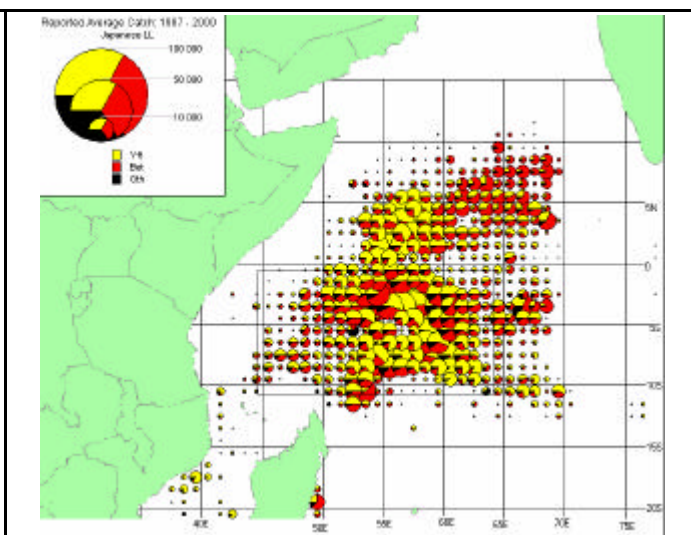 Reported Average Catch: 1987 - 2000
Japanese LL
100 000
50 000
10 000
Yft
Bet
Oth
5N
0
5S
10S
15S
20S
40E
50E
55E
60E
65E
70E
75E